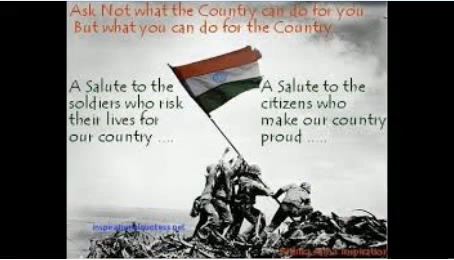 Ask Not what the Country can do for you
But what you can do for the Country
A Salute to the
soldiers who risk
their lives for
our country ....
A Salute to the
citizens who
make our country
proud .....
inspirationalquotess.net